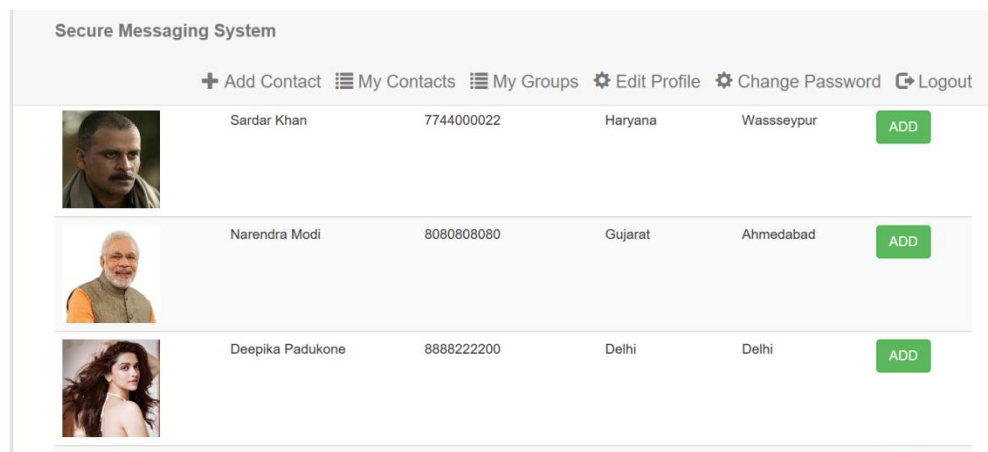 Secure Messaging System
Add Contact My Contacts My Groups Edit Profile Change Password Logout
Sardar Khan 7744000022 Haryana Wassseypur ADD
Narendra Modi 8080808080 Gujarat Ahmedabad ADD
Deepika Padukone 8888222200 Delhi Delhi ADD